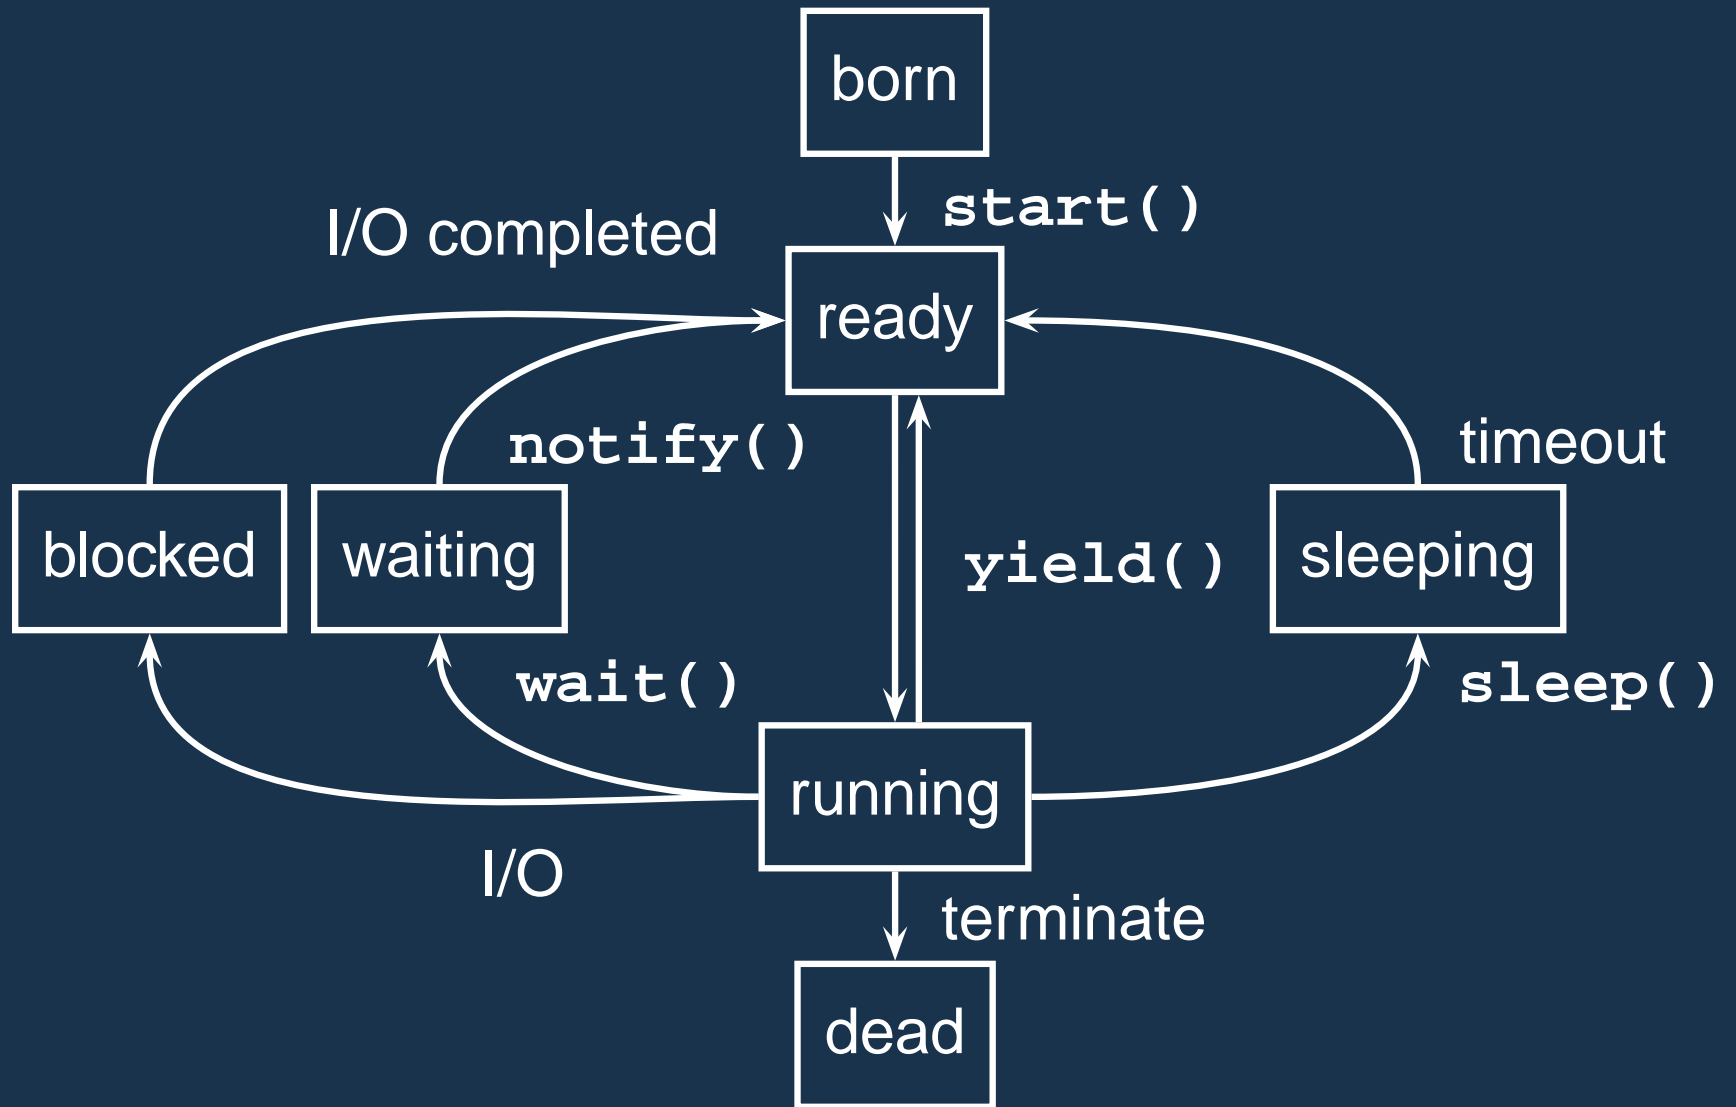 born
start()
I/O completed
ready
notify()
timeout
blocked
waiting
yield()
sleeping
wait()
sleep()
running
I/O
terminate
dead